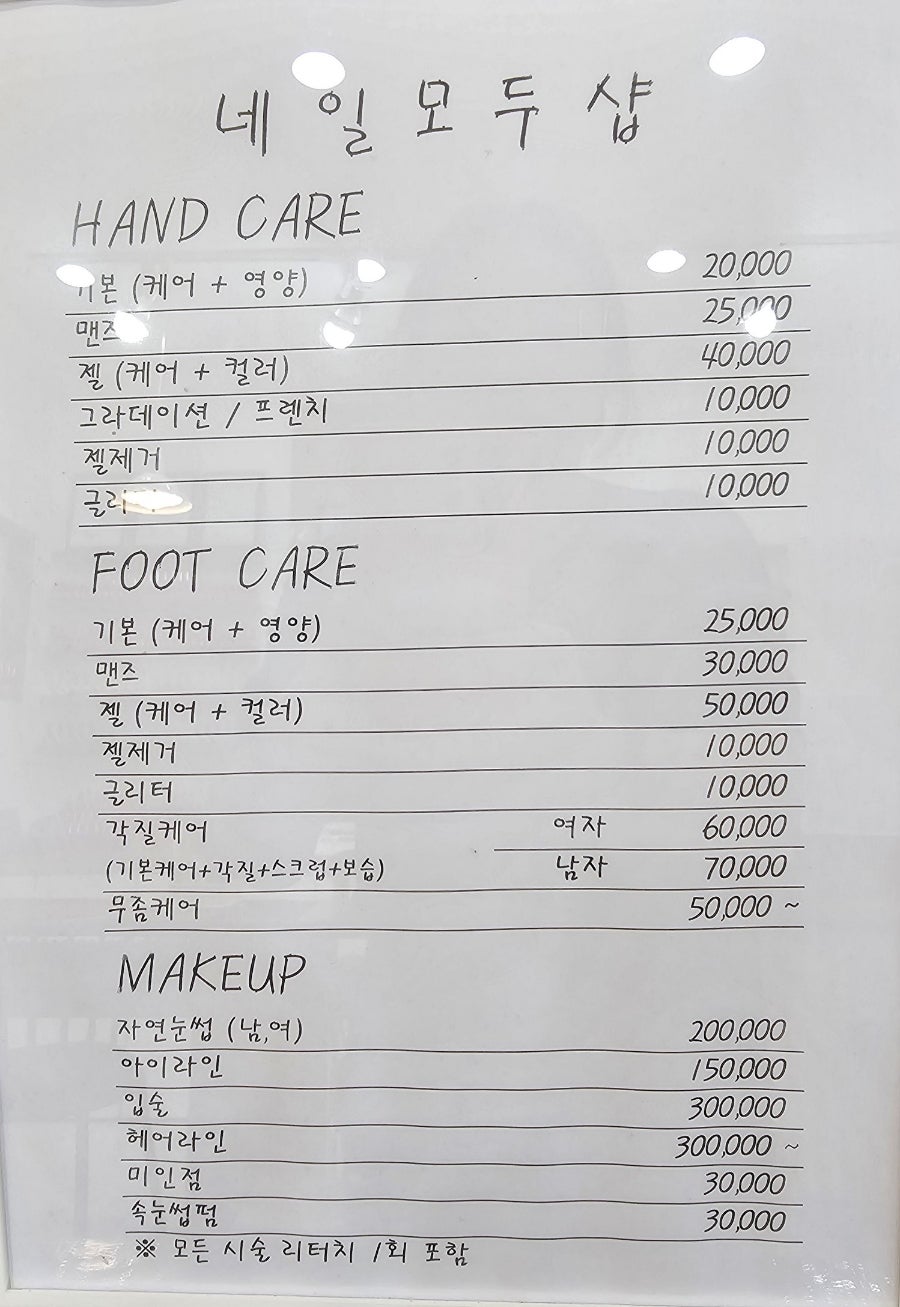 네일모두샵
HAND CARE
기본 (케어 + 영양) 20,000
맨즈 25,000
젤 (케어 + 컬러) 40,000
그라데이션 / 프렌치 10,000
젤제거 10,000
10,000
FOOT CARE
기본 (케어 + 영양) 25,000
맨즈 30,000
젤 (케어 + 컬러) 50,000
젤제거 10,000
글리터 10,000
각질케어 여자 60,000
(기본케어+각질+스크럽+보습) 남자 70,000
무좀케어 50,000 ~
MAKEUP
자연눈썹 (남,여) 200,000
아이라인 150,000
입술 300,000
헤어라인 300,000 ~
미인점 30,000
속눈썹펌 30,000
※ 모든 시술 리터치 1회 포함